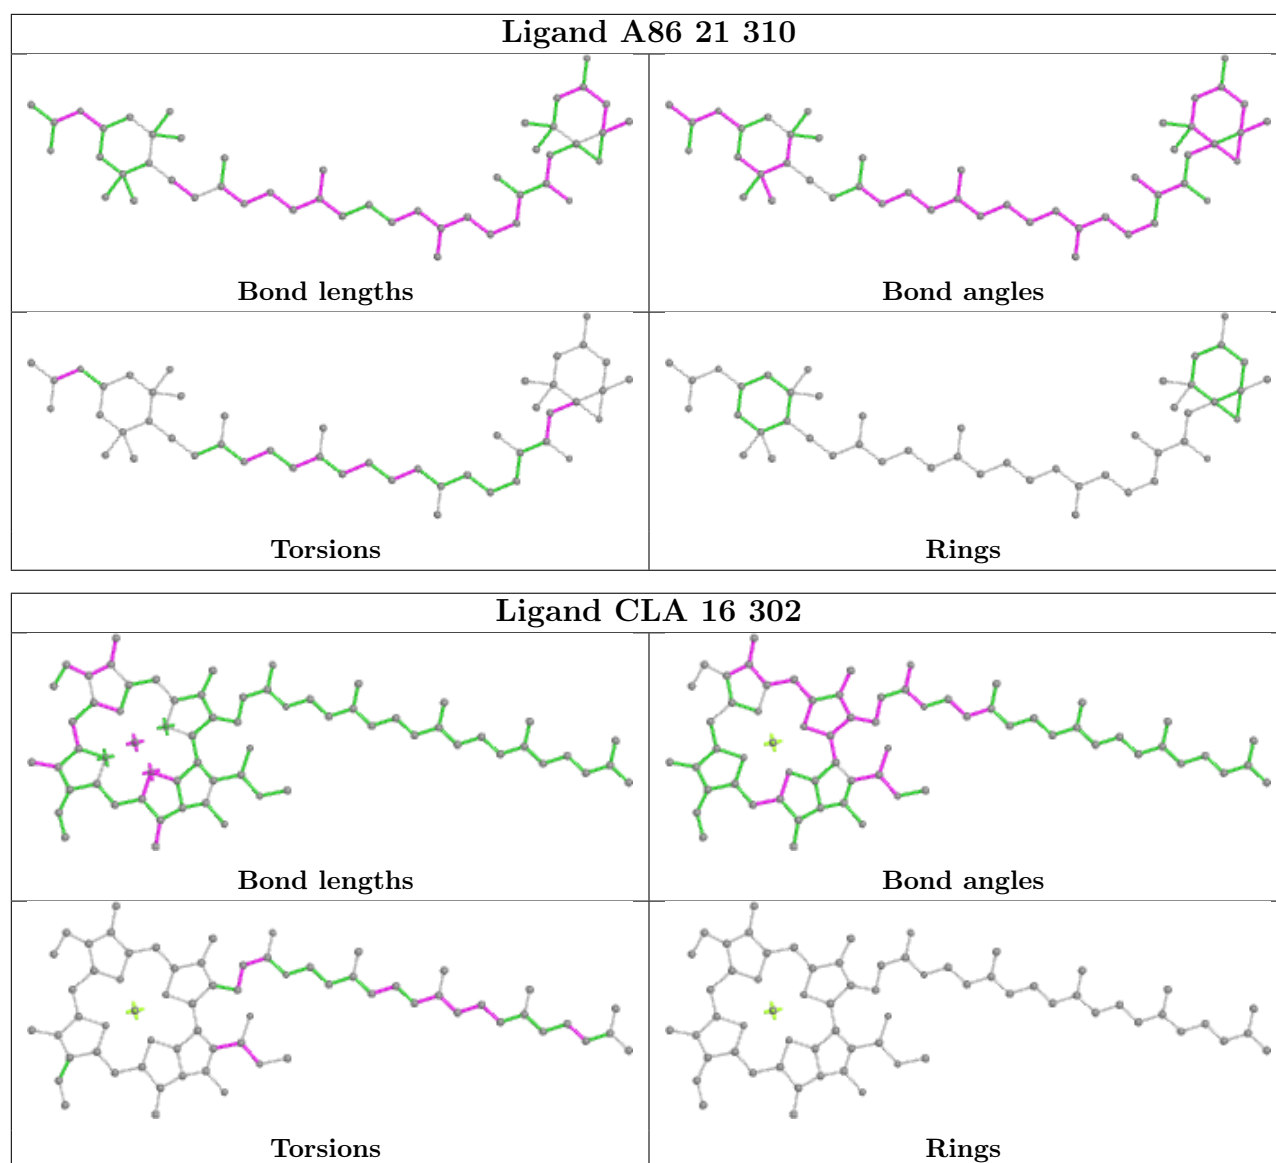 Ligand A86 21 310
Bond lengths
Bond angles
Torsions
Rings
Ligand CLA 16 302
Bond lengths
Bond angles
Torsions
Rings